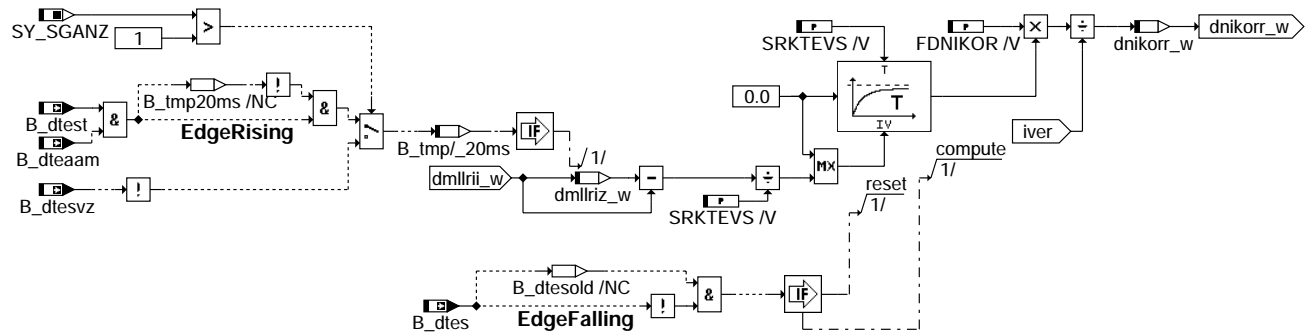 SY_SGANZ
1
>
B_tmp20ms /NC
!
&
B_dtest
&
EdgeRising
B_dteaam
B_dtesvz
!
B_tmp/_20ms
IF
/1/
dmllrii_w
dmllriz_w
-
÷
SRKTEVS /V
MX
0.0
SRKTEVS /V
T
T
IV
FDNIKOR /V
×
÷
dnikorr_w
dnikorr_w
iver
compute
1/
reset
1/
B_dtesold /NC
B_dtes
!
&
EdgeFalling
IF